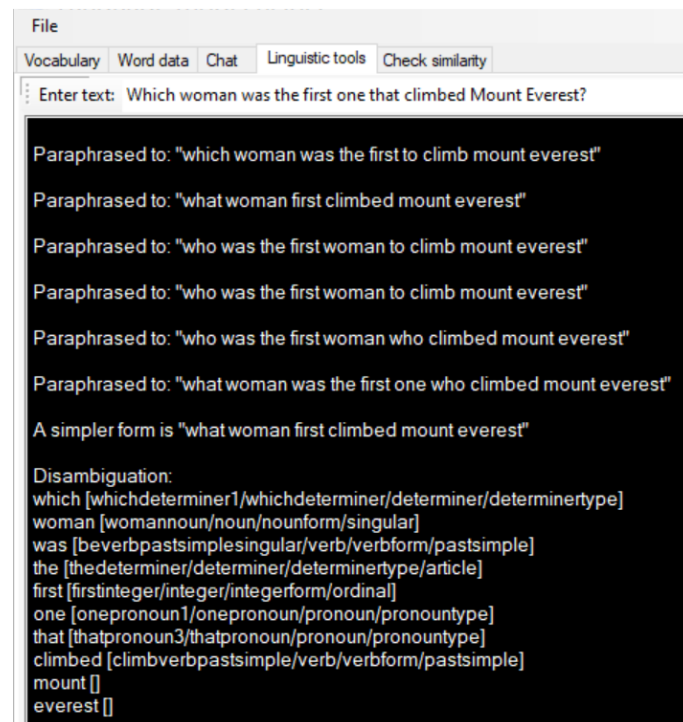 File
Vocabulary Word data Chat Linguistic tools Check similarity
Enter text: Which woman was the first one that climbed Mount Everest?
Paraphrased to: "which woman was the first to climb mount everest"
Paraphrased to: "what woman first climbed mount everest"
Paraphrased to: "who was the first woman to climb mount everest"
Paraphrased to: "who was the first woman to climb mount everest"
Paraphrased to: "who was the first woman who climbed mount everest"
Paraphrased to: "what woman was the first one who climbed mount everest"
A simpler form is "what woman first climbed mount everest"
Disambiguation:
which [whichdeterminer1/whichdeterminer/determiner/determinertype]
woman [womannoun/noun/nounform/singular]
was [beverbpastsimplesingular/verb/verbform/pastsimple]
the [thedeterminer/determiner/determinertype/article]
first [firstinteger/integer/integerform/ordinal]
one [onepronoun1/onepronoun/pronoun/pronountype]
that [thatpronoun3/thatpronoun/pronoun/pronountype]
climbed [climbverbpastsimple/verb/verbform/pastsimple]
mount []
everest []